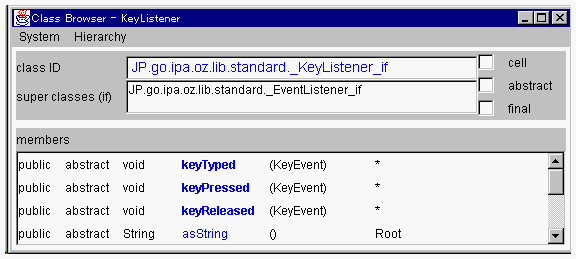 Class Browser - KeyListener
System Hierarchy
class ID JP.go.ipa.oz.lib.standard._KeyListener_if cell
super classes (if) JP.go.ipa.oz.lib.standard._EventListener_if abstract
final
members
public abstract void keyTyped (KeyEvent) *
public abstract void keyPressed (KeyEvent) *
public abstract void keyReleased (KeyEvent) *
public abstract String asString () Root